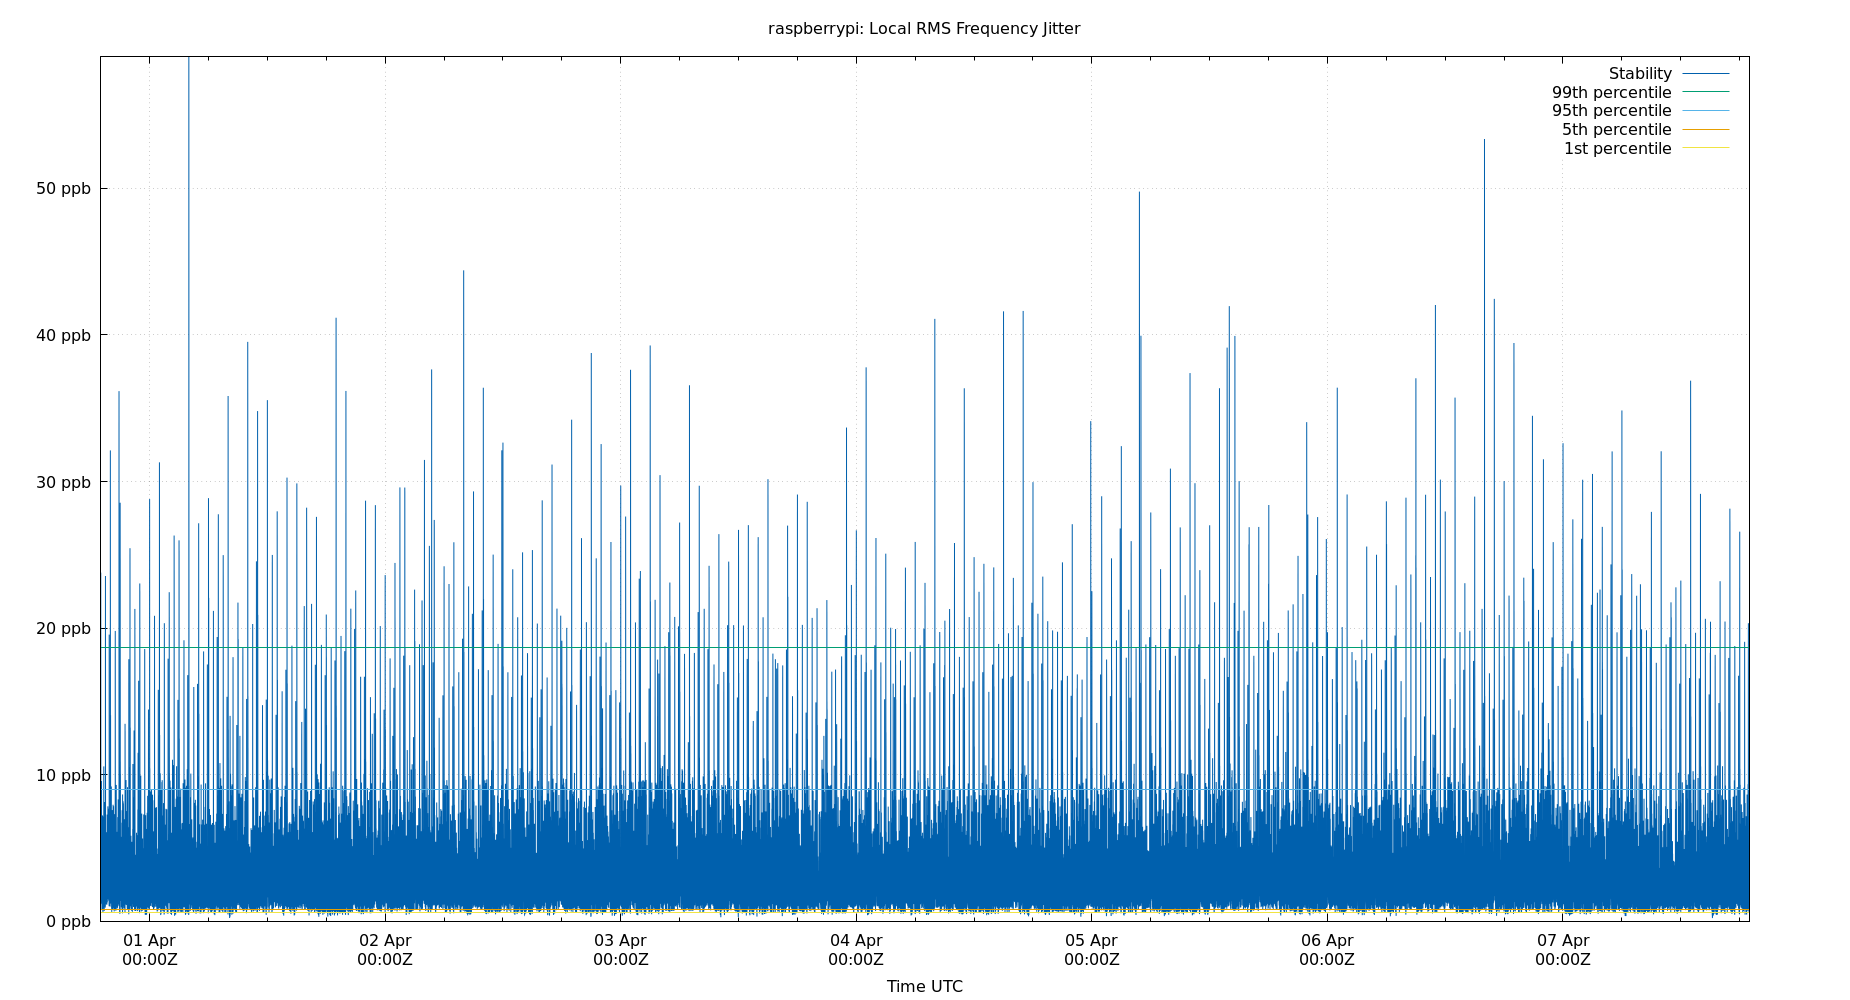 raspberrypi: Local RMS Frequency Jitter
Stability
99th percentile
95th percentile
5th percentile
1st percentile
50 ppb
40 ppb
30 ppb
20 ppb
10 ppb
0 ppb
01 Apr 02 Apr 03 Apr 04 Apr 05 Apr 06 Apr 07 Apr
00:00Z 00:00Z 00:00Z 00:00Z 00:00Z 00:00Z 00:00Z
Time UTC